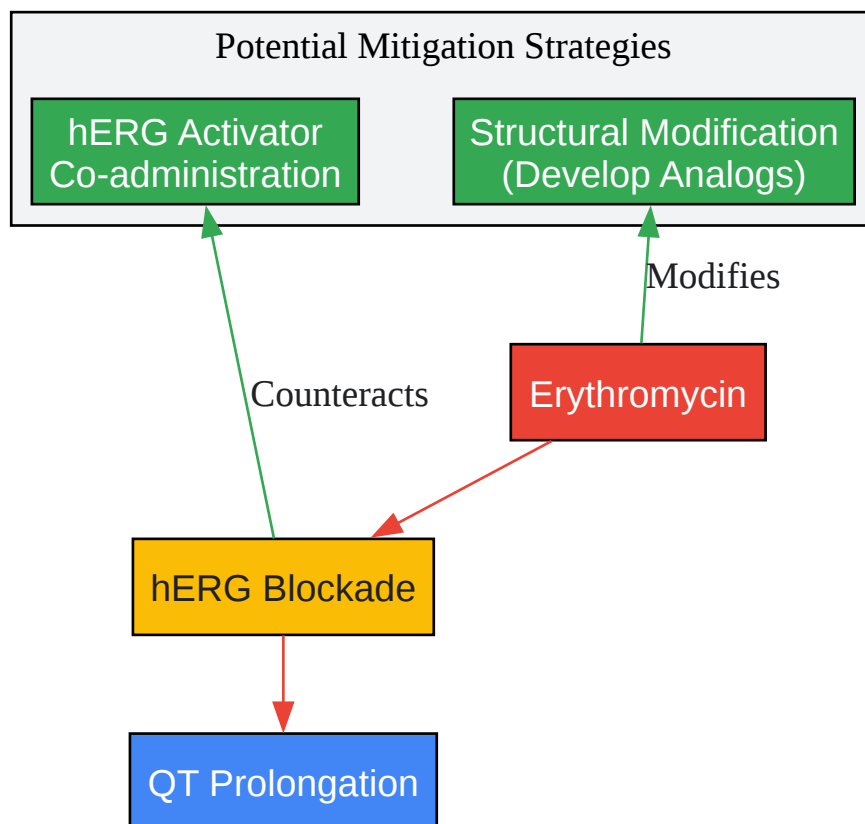 Potential Mitigation Strategies
hERG Activator
Co-administration
Structural Modification
(Develop Analogs)
Modifies
Erythromycin
Counteracts
hERG Blockade
QT Prolongation